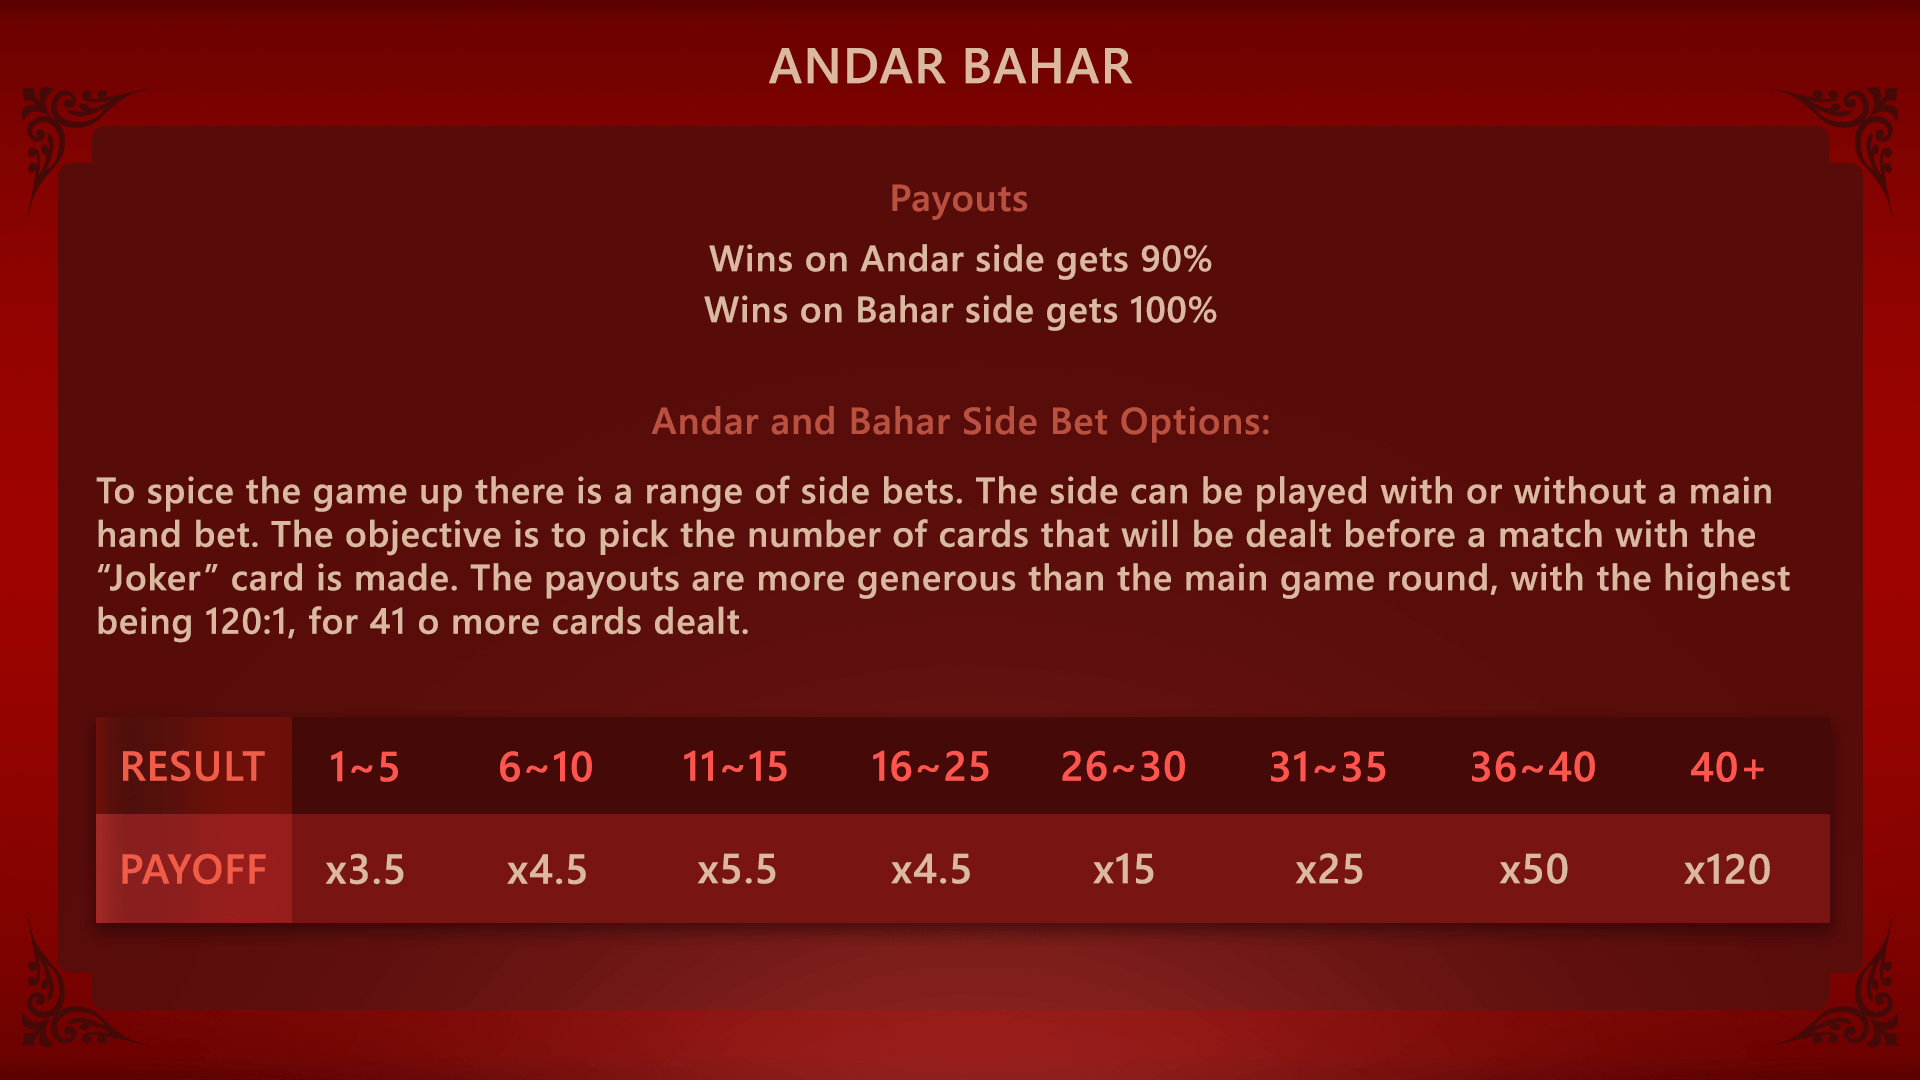 ANDAR BAHAR
Payouts
Wins on Andar side gets 90%
Wins on Bahar side gets 100%
Andar and Bahar Side Bet Options:
To spice the game up there is a range of side bets. The side can be played with or without a main
hand bet. The objective is to pick the number of cards that will be dealt before a match with the
“Joker” card is made. The payouts are more generous than the main game round, with the highest
being 120:1, for 41 o more cards dealt.
RESULT 1~5 6~10 11~15 16~25 26~30 31~35 36~40 40+
PAYOFF x3.5 x4.5 x5.5 x4.5 x15 x25 x50 x120